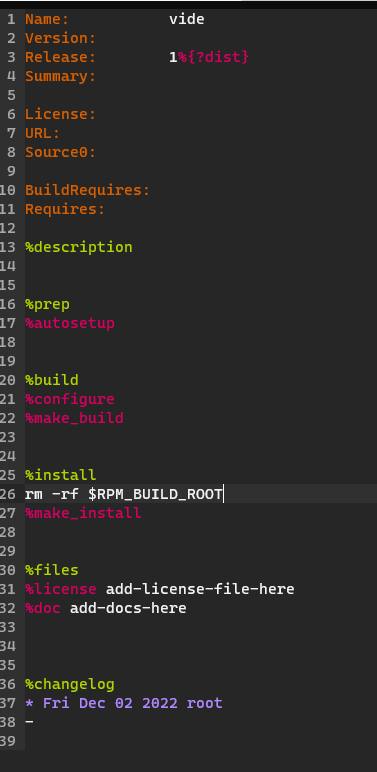 1 Name:           vide
2 Version:
3 Release:        1%{?dist}
4 Summary:
5
6 License:
7 URL:
8 Source0:
9
10 BuildRequires:
11 Requires:
12
13 %description
14
15
16 %prep
17 %autosetup
18
19
20 %build
21 %configure
22 %make_build
23
24
25 %install
26 rm -rf $RPM_BUILD_ROOT
27 %make_install
28
29
30 %files
31 %license add-license-file-here
32 %doc add-docs-here
33
34
35
36 %changelog
37 * Fri Dec 02 2022 root
38 -
39